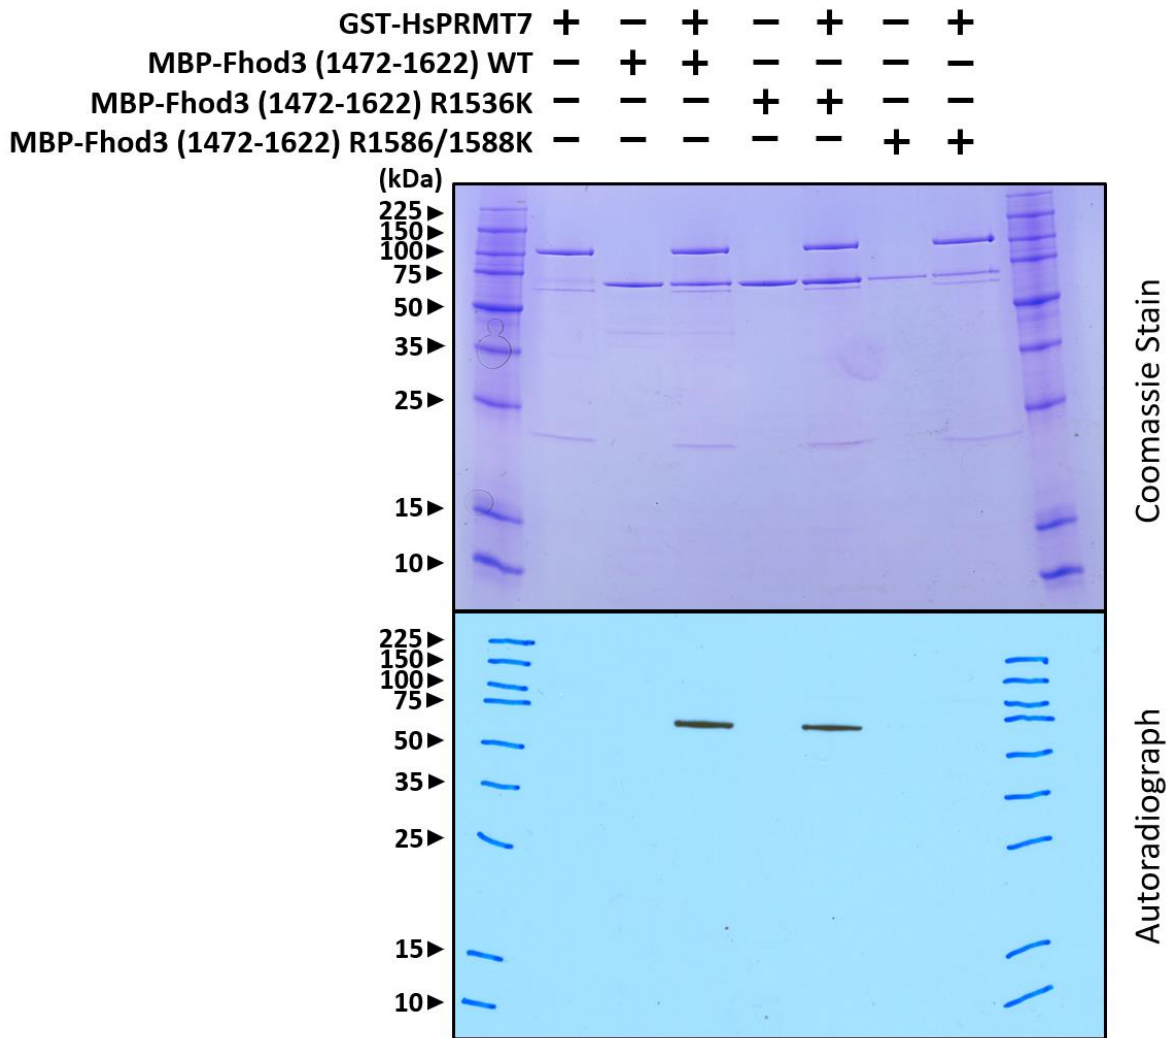 GST-HsPRMT7 + − + − + − +
MBP-Fhod3 (1472-1622) WT − + + − − − −
MBP-Fhod3 (1472-1622) R1536K − − − + + − −
MBP-Fhod3 (1472-1622) R1586/1588K − − − − − + +
(kDa)
225►
150►
100►
75►
50►
35►
25►
15►
10►
Coomassie Stain
225►
150►
100►
75►
50►
35►
25►
15►
10►
Autoradiograph